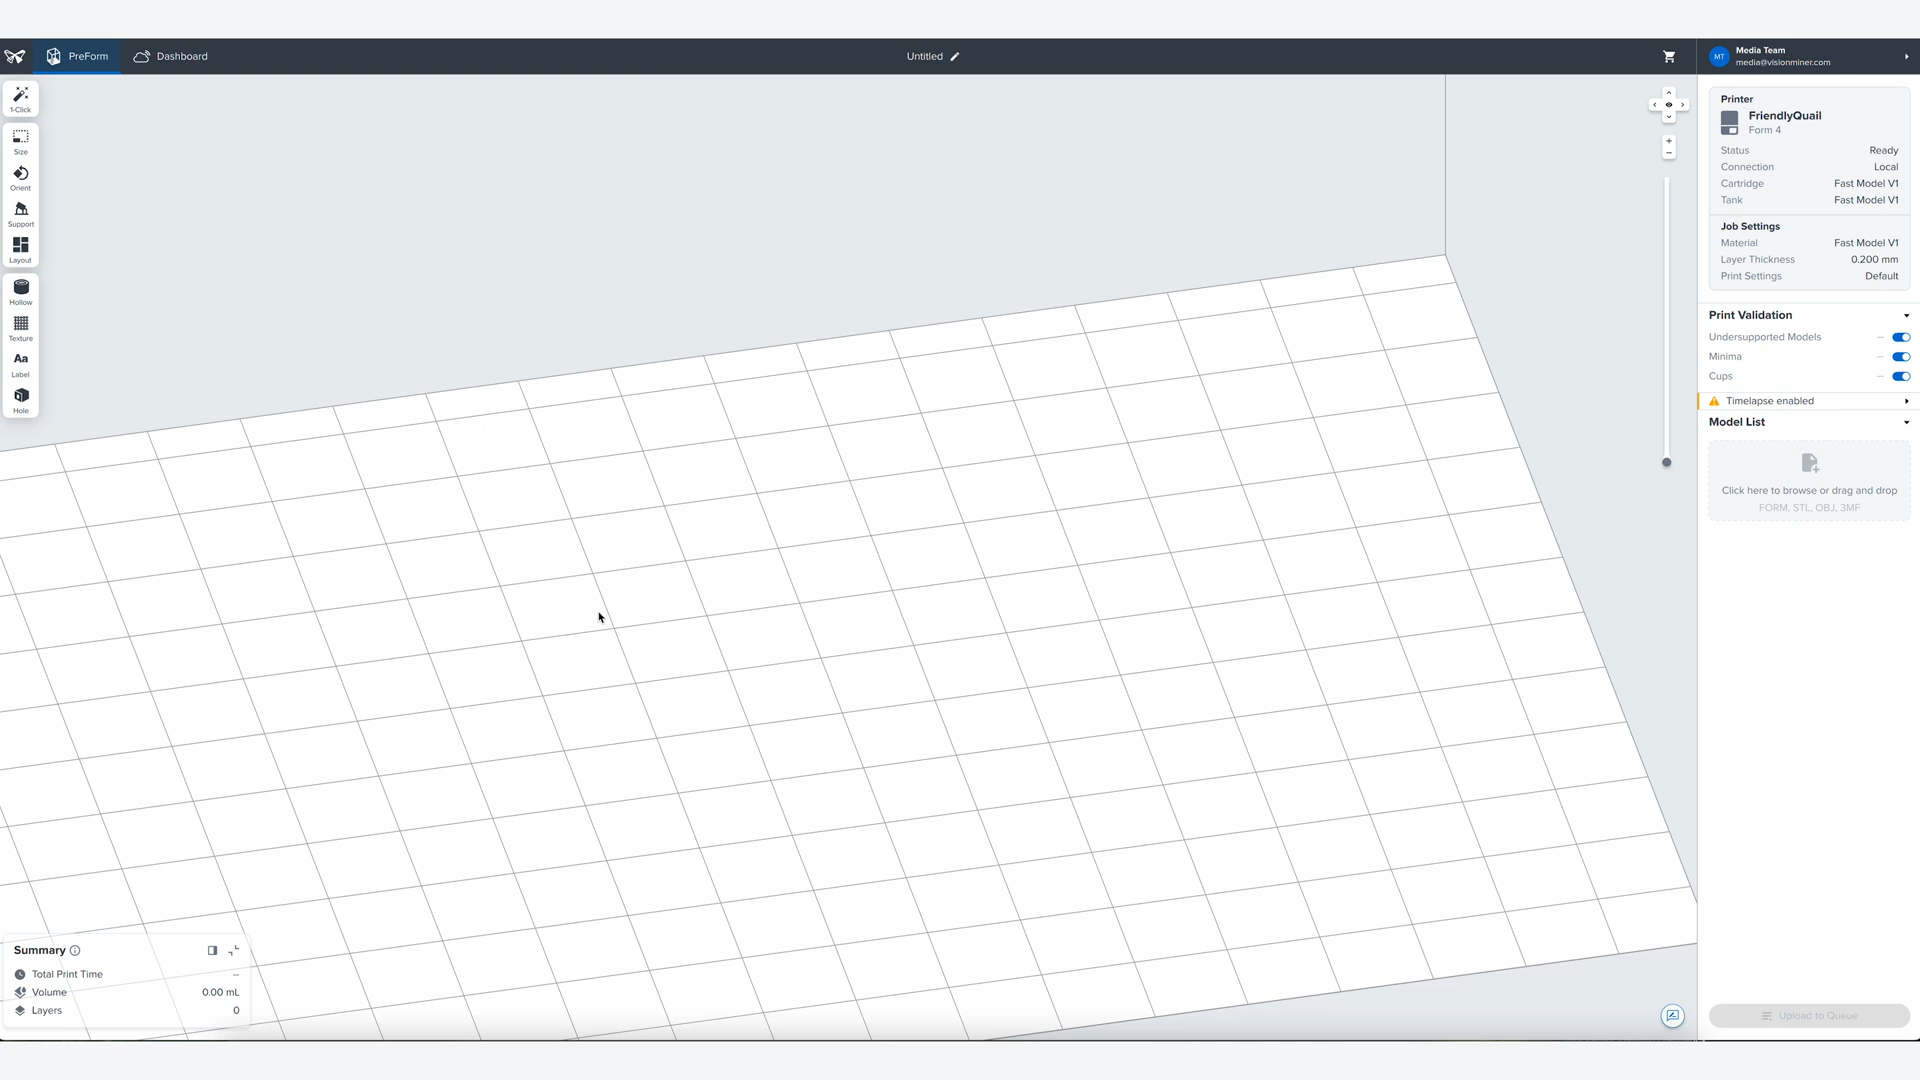 PreForm
Dashboard
Untitled
MT
Media Team
media@visionminer.com
1-Click
Size
Orient
Support
Layout
Hollow
Texture
Aa
Label
Hole
Printer
FriendlyQuail
Form 4
Status Ready
Connection Local
Cartridge Fast Model V1
Tank Fast Model V1
Job Settings
Material Fast Model V1
Layer Thickness 0.200 mm
Print Settings Default
Print Validation
Undersupported Models --
Minima --
Cups --
Timelapse enabled
Model List
Click here to browse or drag and drop
FORM, STL, OBJ, 3MF
Summary
Total Print Time --
Volume 0.00 mL
Layers 0
Upload to Queue